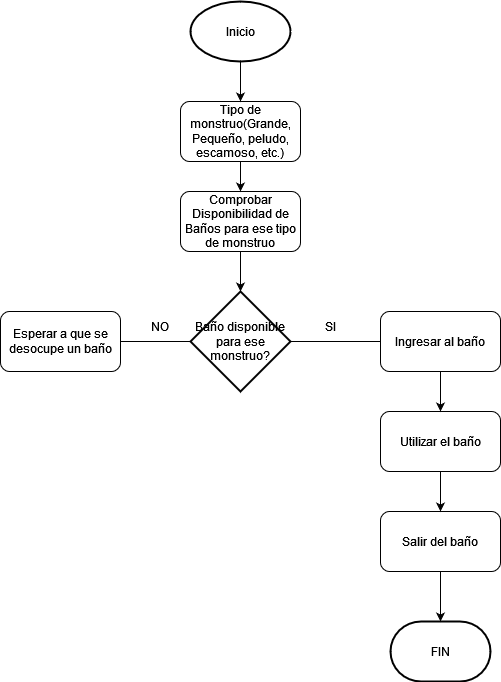 Inicio
Tipo de
monstruo(Grande,
Pequeño, peludo,
escamoso, etc.)
Comprobar
Disponibilidad de
Baños para ese tipo
de monstruo
NO
Baño disponible
para ese
monstruo?
SI
Esperar a que se
desocupe un baño
Ingresar al baño
Utilizar el baño
Salir del baño
FIN